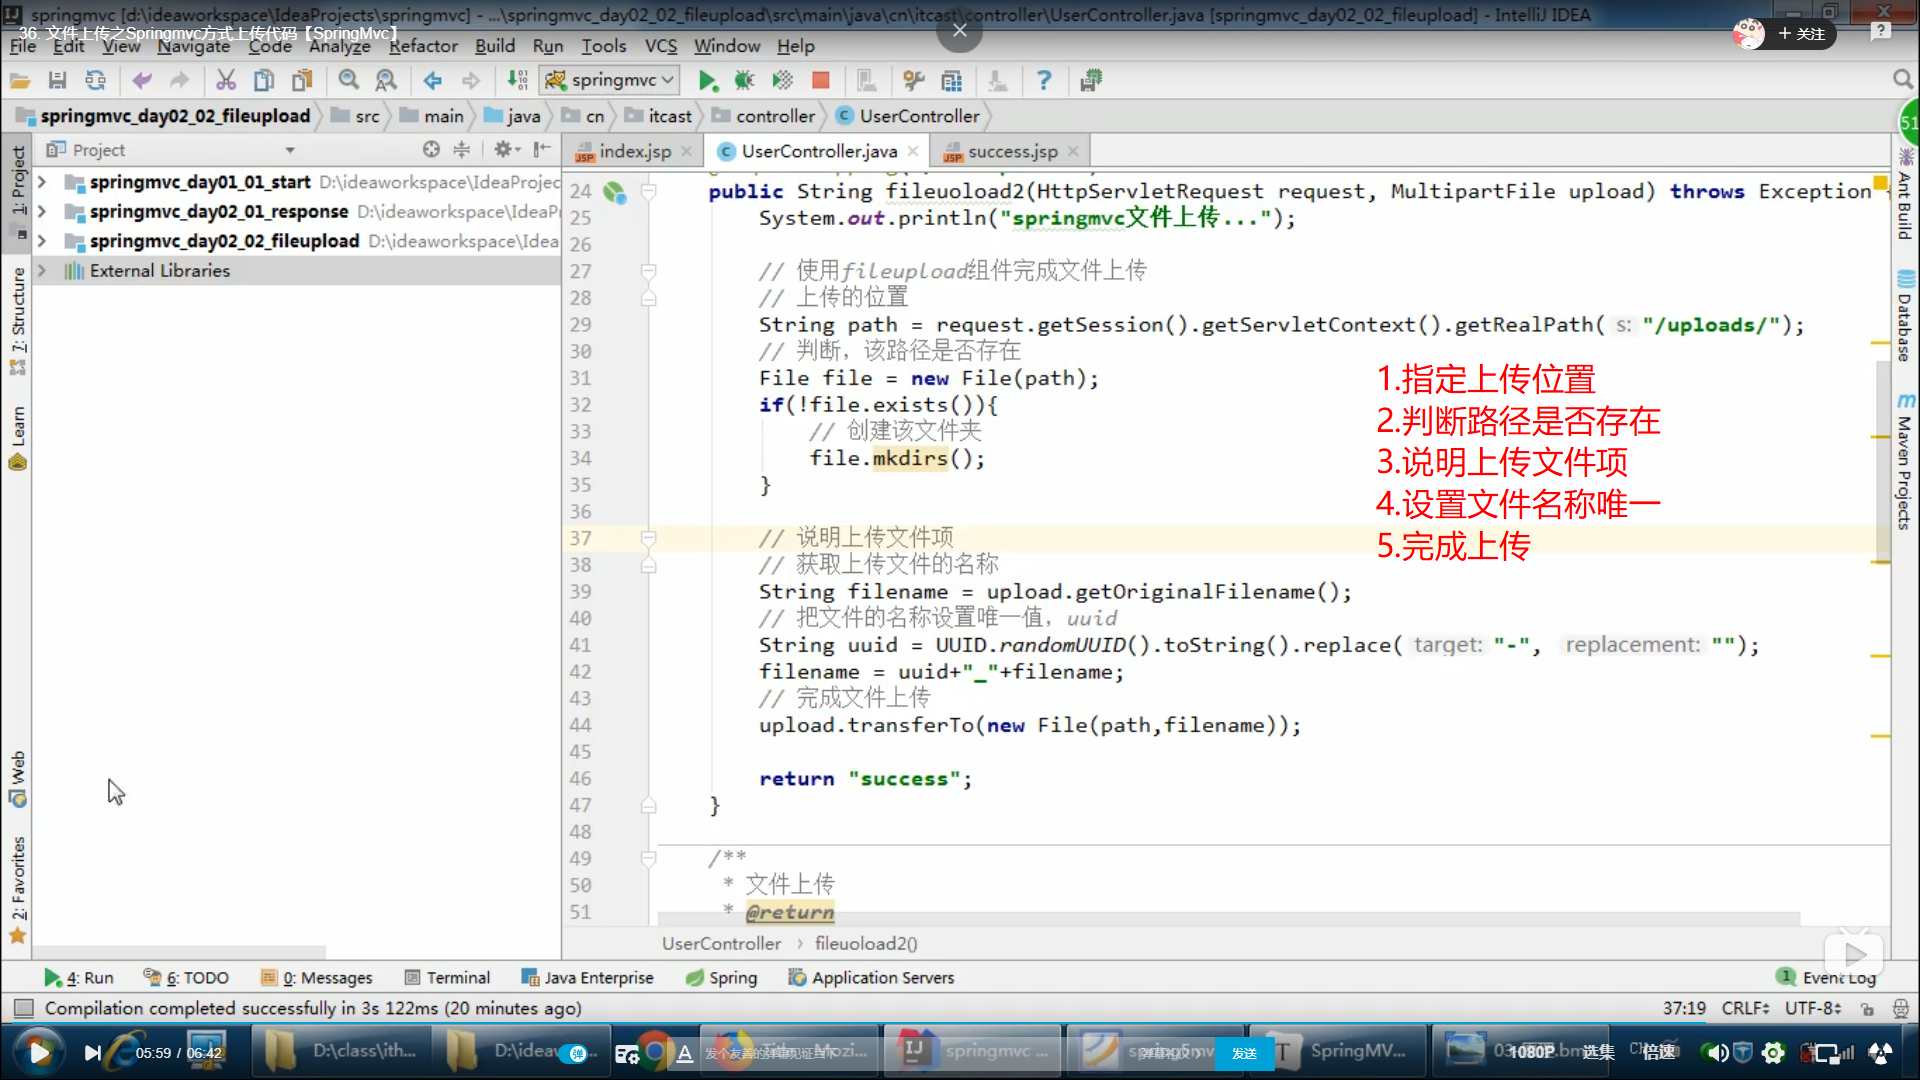 springmvc [d:\ideaworkspace\IdeaProjects\springmvc] - ...\springmvc_day02_02_fileupload\src\main\java\cn\itcast\controller\UserController.java [springmvc_day02_02_fileupload] - IntelliJ IDEA
36. 文件上传之Springmvc方式上传代码【SpringMvc】
+ 关注
File Edit View Navigate Code Analyze Refactor Build Run Tools VCS Window Help
springmvc
springmvc_day02_02_fileupload src main java cn itcast controller UserController
51
Project
index.jsp UserController.java success.jsp
springmvc_day01_01_start D:\ideaworkspace\IdeaProjec
springmvc_day02_01_response D:\ideaworkspace\IdeaP
springmvc_day02_02_fileupload D:\ideaworkspace\Idea
External Libraries
1: Project
7: Structure
Learn
Web
2: Favorites
24 public String fileuoload2(HttpServletRequest request, MultipartFile upload) throws Exception {
25 System.out.println("springmvc文件上传...");
26
27 // 使用fileupload组件完成文件上传
28 // 上传的位置
29 String path = request.getSession().getServletContext().getRealPath( s: "/uploads/");
30 // 判断，该路径是否存在
31 File file = new File(path);
32 if(!file.exists()){
33 // 创建该文件夹
34 file.mkdirs();
35 }
36
37 // 说明上传文件项
38 // 获取上传文件的名称
39 String filename = upload.getOriginalFilename();
40 // 把文件的名称设置唯一值，uuid
41 String uuid = UUID.randomUUID().toString().replace( target: "-", replacement: "");
42 filename = uuid+"_"+filename;
43 // 完成文件上传
44 upload.transferTo(new File(path,filename));
45
46 return "success";
47 }
48
49 /**
50 * 文件上传
51 * @return
1.指定上传位置
2.判断路径是否存在
3.说明上传文件项
4.设置文件名称唯一
5.完成上传
Ant Build
Database
Maven Projects
UserController › fileuoload2()
4: Run 6: TODO 0: Messages Terminal Java Enterprise Spring Application Servers 1 Event Log
Compilation completed successfully in 3s 122ms (20 minutes ago) 37:19 CRLF UTF-8
05:59 / 06:42 D:\class\ith... D:\ideav 弹 A 发个友善的弹幕见证当下 发送 springmvc ... SpringMV... 1080P 选集 倍速